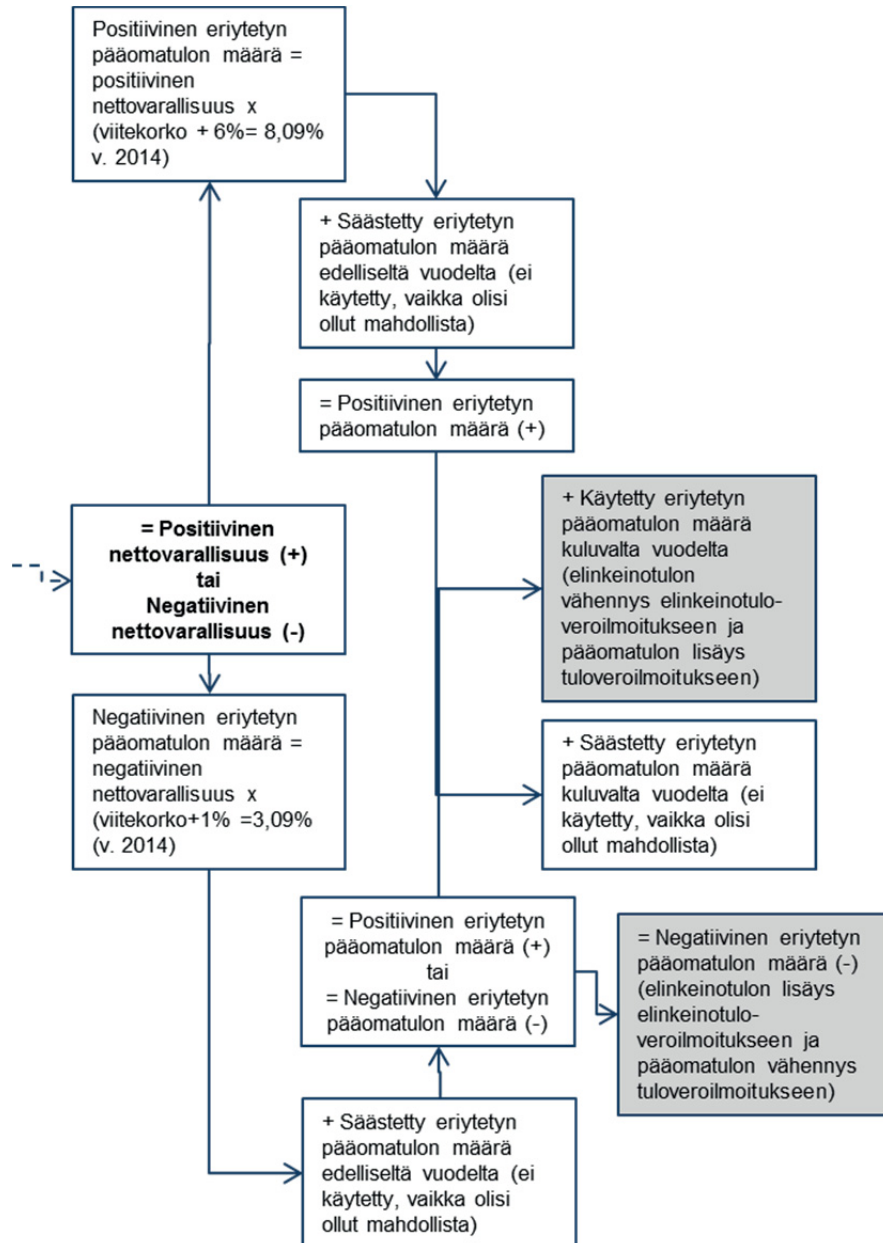 Positiivinen eriytetyn
pääomatulon määrä =
positiivinen
nettovarallisuus x
(viitekorko + 6%= 8,09%
v. 2014)
+ Säästetty eriytetyn
pääomatulon määrä
edelliseltä vuodelta (ei
käytetty, vaikka olisi
ollut mahdollista)
= Positiivinen eriytetyn
pääomatulon määrä (+)
= Positiivinen
nettovarallisuus (+)
tai
Negatiivinen
nettovarallisuus (-)
+ Käytetty eriytetyn
pääomatulon määrä
kuluvalta vuodelta
(elinkeinotulon
vähennys elinkeinotulo-
veroilmoitukseen ja
pääomatulon lisäys
tuloveroilmoitukseen)
Negatiivinen eriytetyn
pääomatulon määrä =
negatiivinen
nettovarallisuus x
(viitekorko+1% =3,09%
(v. 2014)
+ Säästetty eriytetyn
pääomatulon määrä
kuluvalta vuodelta (ei
käytetty, vaikka olisi
ollut mahdollista)
= Positiivinen eriytetyn
pääomatulon määrä (+)
tai
= Negatiivinen eriytetyn
pääomatulon määrä (-)
= Negatiivinen eriytetyn
pääomatulon määrä (-)
(elinkeinotulon lisäys
elinkeinotulo-
veroilmoitukseen ja
pääomatulon vähennys
tuloveroilmoitukseen)
+ Säästetty eriytetyn
pääomatulon määrä
edelliseltä vuodelta (ei
käytetty, vaikka olisi
ollut mahdollista)